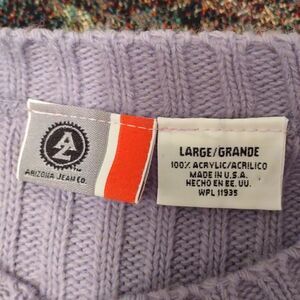 AZ
ARIZONA JEAN CO.
LARGE/GRANDE
100% ACRYLIC/ACRILICO
MADE IN U.S.A.
HECHO EN EE. UU.
WPL 11935